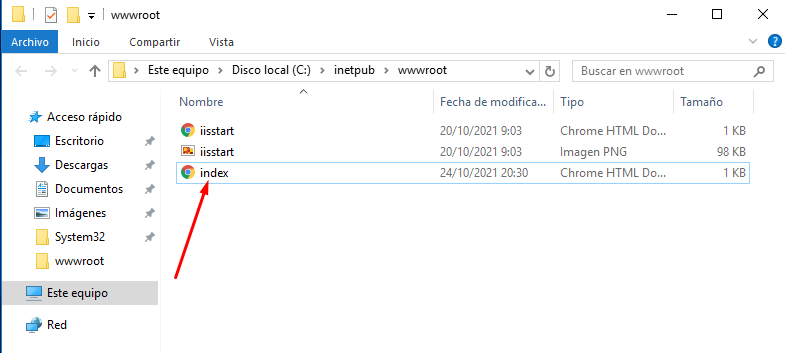 wwwroot
Archivo Inicio Compartir Vista
Este equipo Disco local (C:) inetpub wwwroot Buscar en wwwroot
Nombre Fecha de modifica... Tipo Tamaño
Acceso rápido
Escritorio
Descargas
Documentos
Imágenes
System32
wwwroot
Este equipo
Red
iisstart 20/10/2021 9:03 Chrome HTML Do... 1 KB
iisstart 20/10/2021 9:03 Imagen PNG 98 KB
index 24/10/2021 20:30 Chrome HTML Do... 1 KB